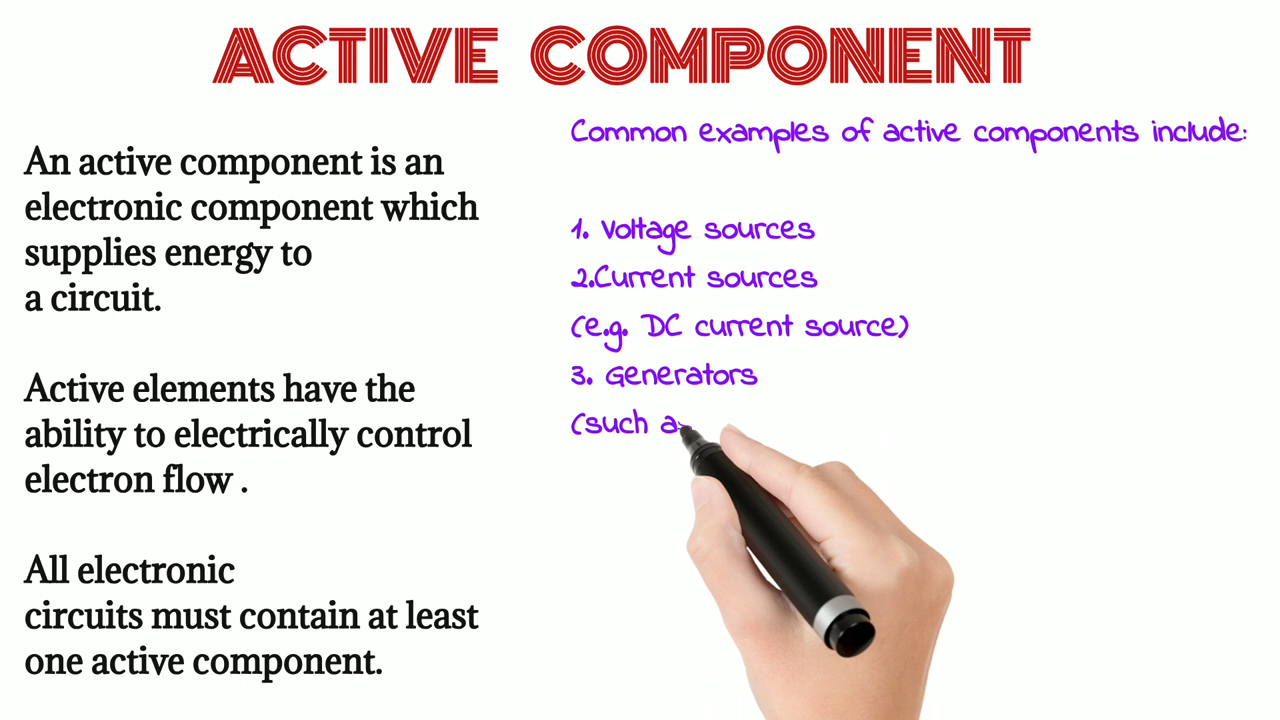 ACTIVE COMPONENT
An active component is an
electronic component which
supplies energy to
a circuit.
Active elements have the
ability to electrically control
electron flow .
All electronic
circuits must contain at least
one active component.
Common examples of active components include:
1. Voltage sources
2.Current sources
(e.g. DC current source)
3. Generators
(such as